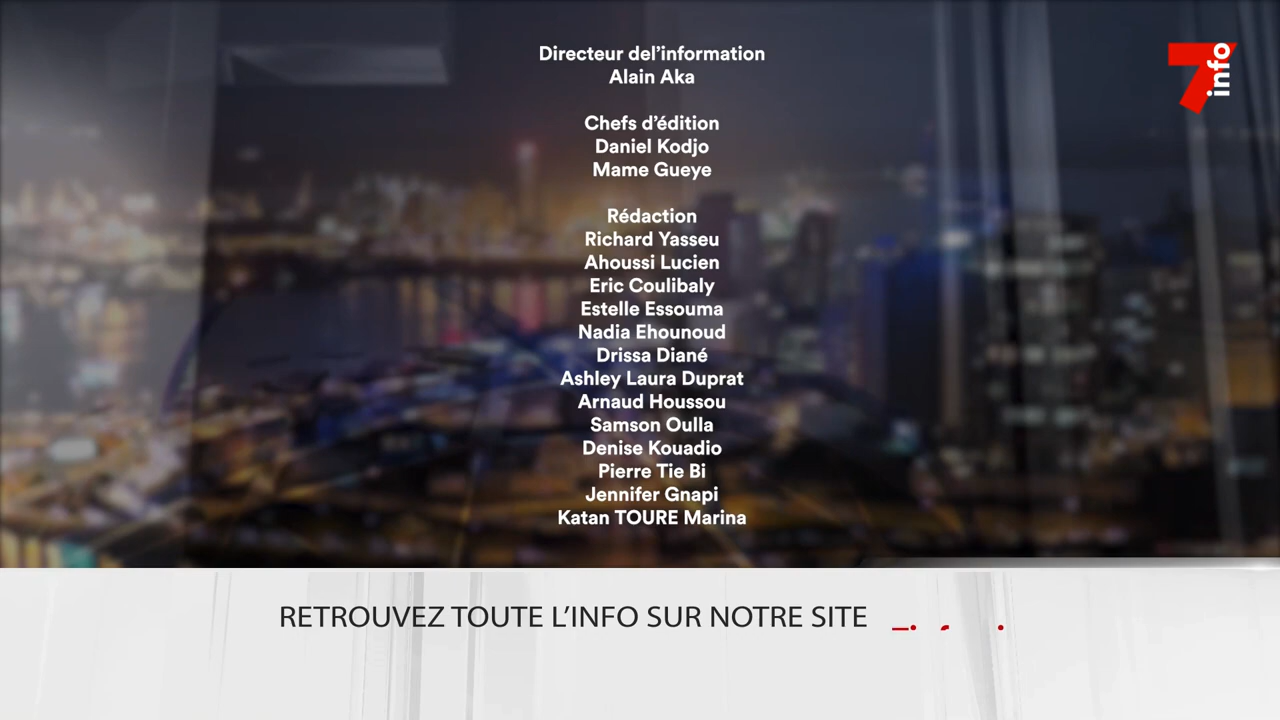 Directeur del'information
Alain Aka
Chefs d'édition
Daniel Kodjo
Mame Gueye
Rédaction
Richard Yasseu
Ahoussi Lucien
Eric Coulibaly
Estelle Essouma
Nadia Ehounoud
Drissa Diané
Ashley Laura Duprat
Arnaud Houssou
Samson Oulla
Denise Kouadio
Pierre Tie Bi
Jennifer Gnapi
Katan TOURE Marina
7info
RETROUVEZ TOUTE L'INFO SUR NOTRE SITE